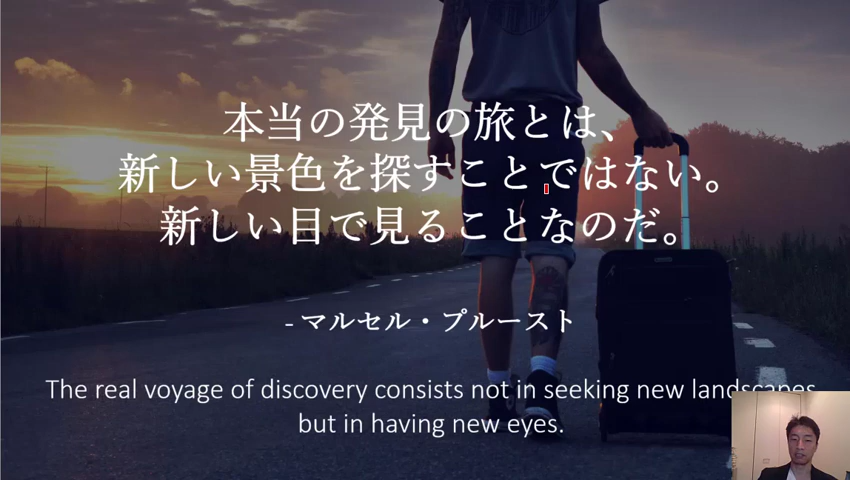 本当の発見の旅とは、
新しい景色を探すことではない。
新しい目で見ることなのだ。
- マルセル・プルースト
The real voyage of discovery consists not in seeking new landscapes
but in having new eyes.